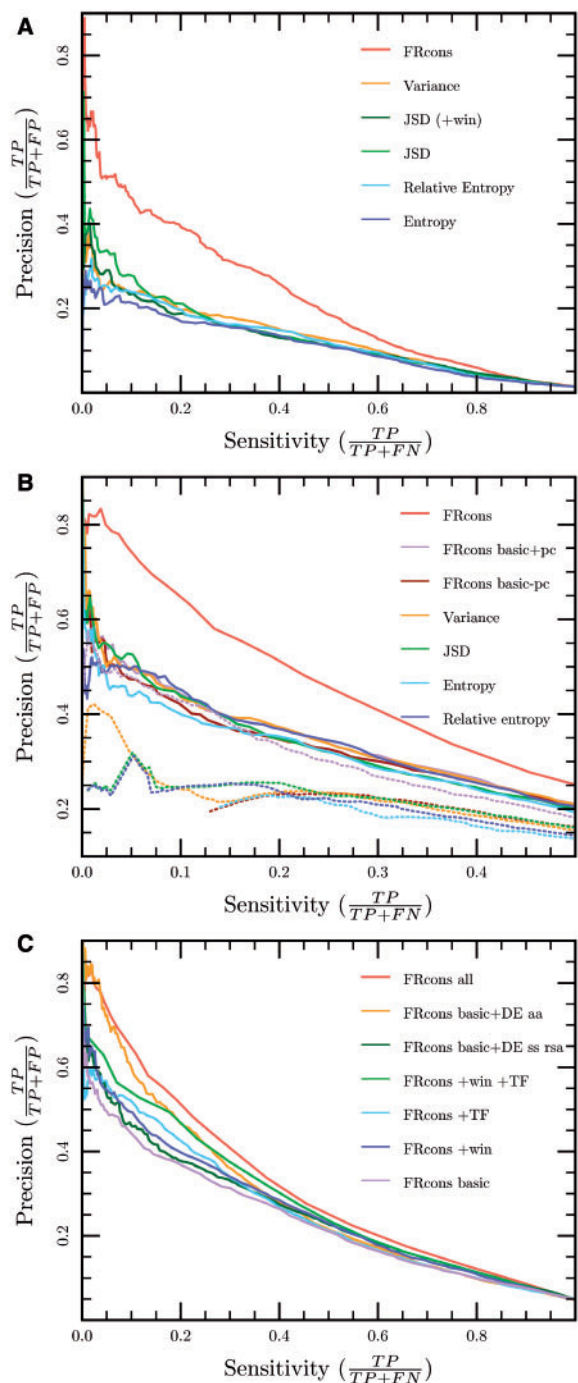 A
Precision (TP/TP+FP)
0.2
0.4
0.6
0.8
FRcons
Variance
JSD (+win)
JSD
Relative Entropy
Entropy
0.0 0.2 0.4 0.6 0.8
Sensitivity (TP/TP+FN)
B
Precision (TP/TP+FP)
0.2
0.4
0.6
0.8
FRcons
FRcons basic+pc
FRcons basic-pc
Variance
JSD
Entropy
Relative entropy
0.0 0.1 0.2 0.3 0.4
Sensitivity (TP/TP+FN)
C
Precision (TP/TP+FP)
0.2
0.4
0.6
0.8
FRcons all
FRcons basic+DE aa
FRcons basic+DE ss rsa
FRcons +win +TF
FRcons +TF
FRcons +win
FRcons basic
0.0 0.2 0.4 0.6 0.8
Sensitivity (TP/TP+FN)